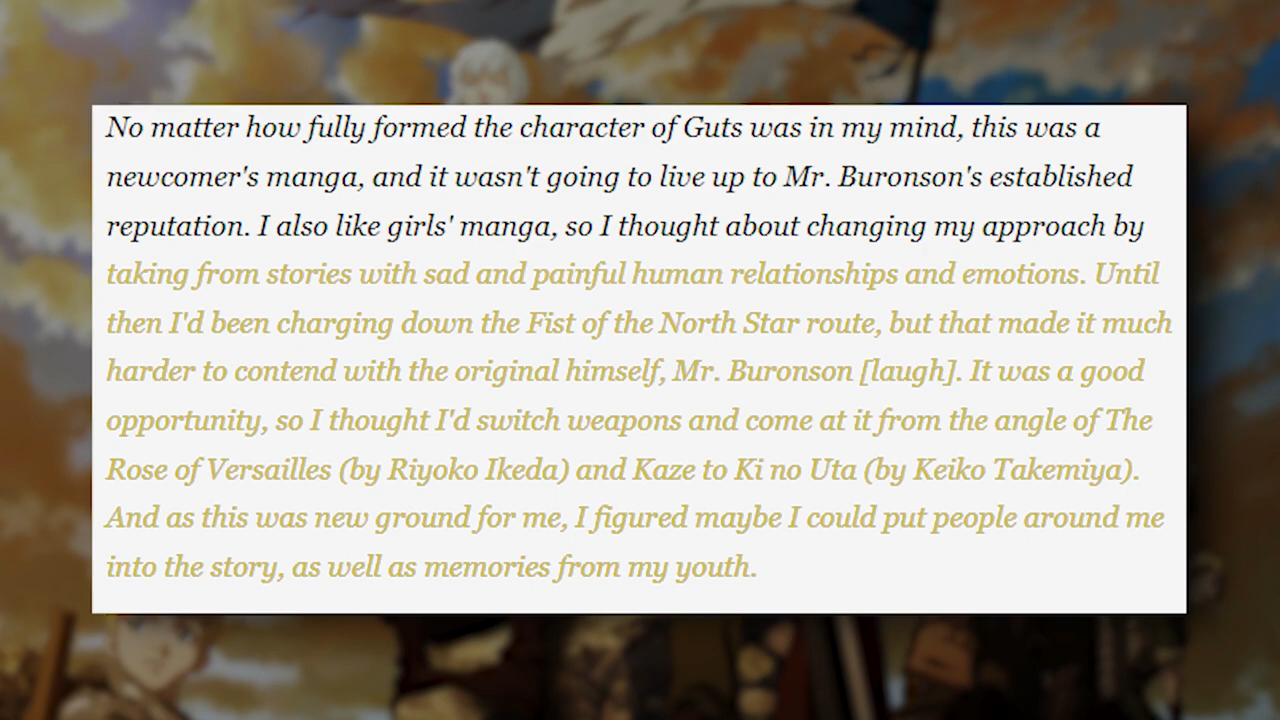 No matter how fully formed the character of Guts was in my mind, this was a
newcomer's manga, and it wasn't going to live up to Mr. Buronson's established
reputation. I also like girls' manga, so I thought about changing my approach by
taking from stories with sad and painful human relationships and emotions. Until
then I'd been charging down the Fist of the North Star route, but that made it much
harder to contend with the original himself, Mr. Buronson [laugh]. It was a good
opportunity, so I thought I'd switch weapons and come at it from the angle of The
Rose of Versailles (by Riyoko Ikeda) and Kaze to Ki no Uta (by Keiko Takemiya).
And as this was new ground for me, I figured maybe I could put people around me
into the story, as well as memories from my youth.